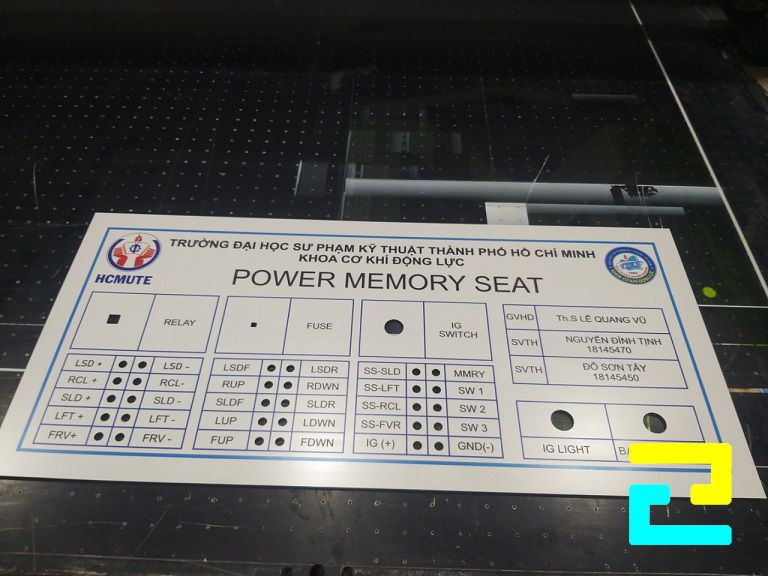 HCMUTE
TRƯỜNG ĐẠI HỌC SƯ PHẠM KỸ THUẬT THÀNH PHỐ HỒ CHÍ MINH
KHOA CƠ KHÍ ĐỘNG LỰC
POWER MEMORY SEAT
RELAY
FUSE
IG
SWITCH
GVHD Th.S LÊ QUANG VŨ
SVTH NGUYỄN ĐÌNH TỊNH
18145470
SVTH ĐỖ SƠN TÂY
18145450
LSD + LSD -
RCL + RCL-
SLD + SLD -
LFT + LFT -
FRV+ FRV -
LSDF LSDR
RUP RDWN
SLDF SLDR
LUP LDWN
FUP FDWN
SS-SLD MMRY
SS-LFT SW 1
SS-RCL SW 2
SS-FVR SW 3
IG (+) GND(-)
IG LIGHT